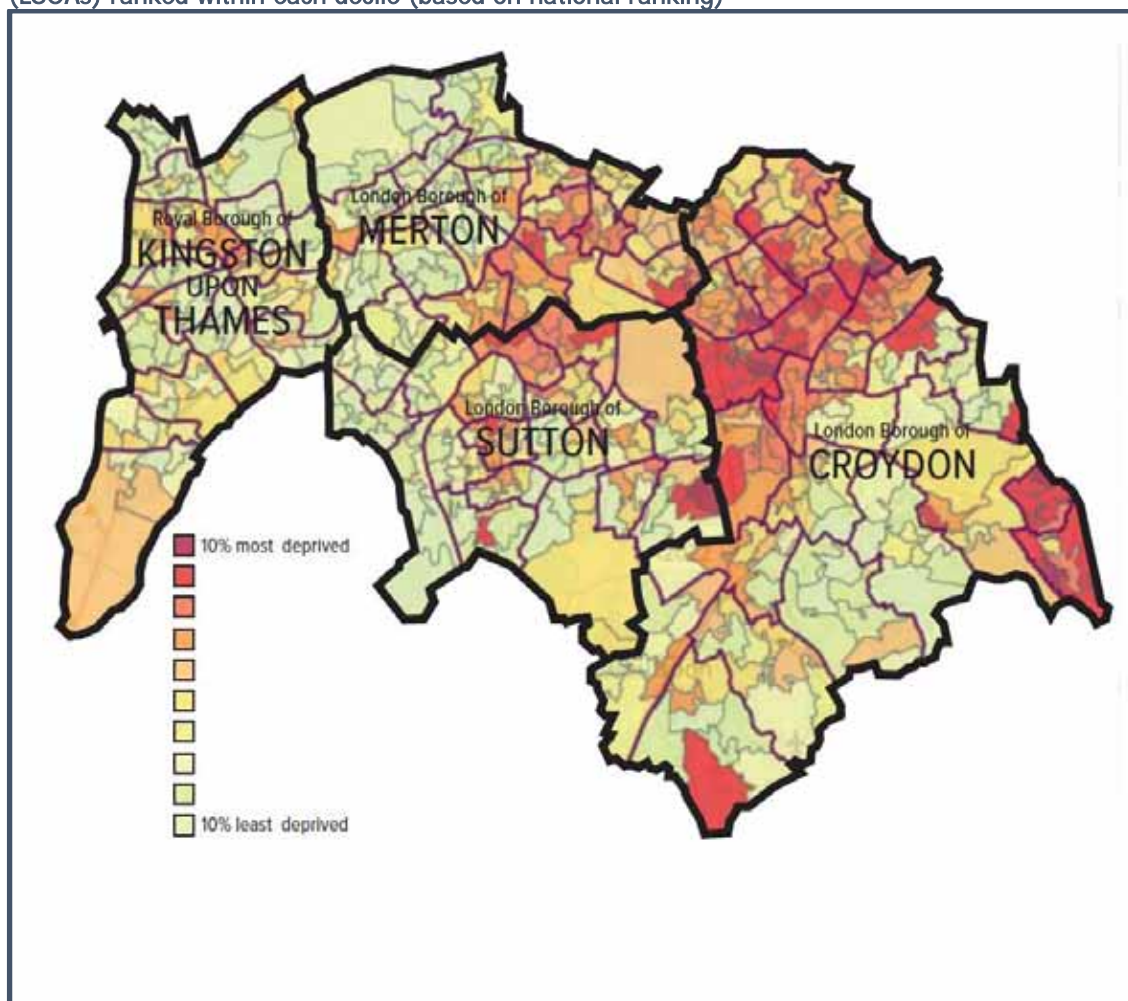 (LSOAs) ranked within each decile (based on national ranking)
London Borough of
MERTON
Royal Borough of
KINGSTON
UPON
THAMES
London Borough of
SUTTON
London Borough of
CROYDON
10% most deprived
10% least deprived